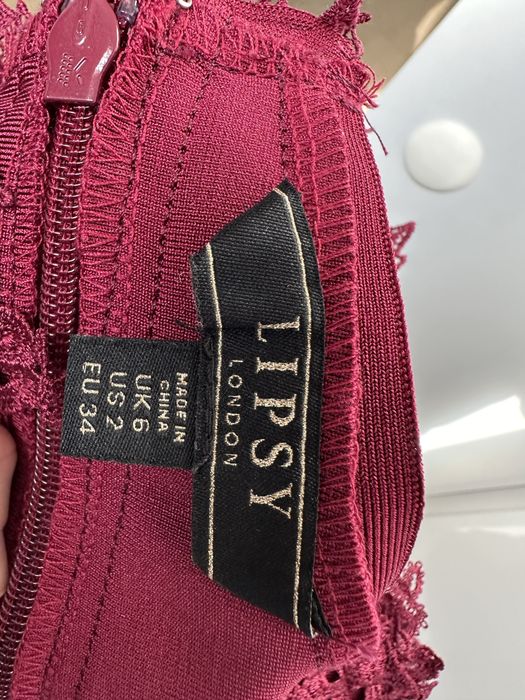 LIPSY
LONDON
MADE IN
CHINA
UK 6
US 2
EU 34